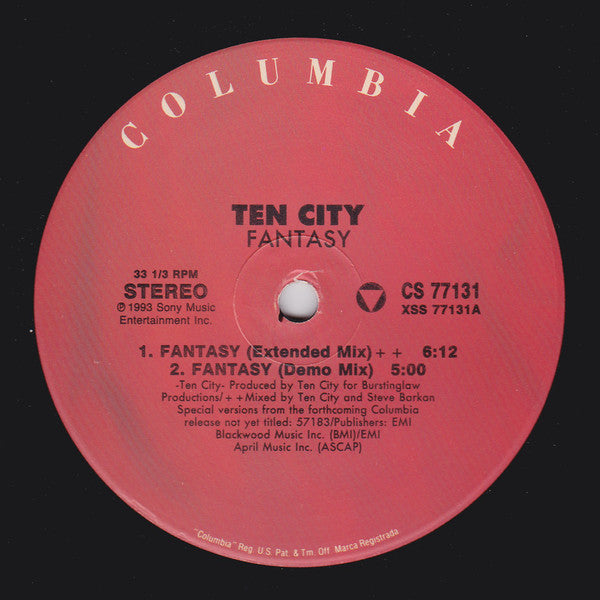 COLUMBIA
TEN CITY
FANTASY
33 1/3 RPM
STEREO
℗ 1993 Sony Music
Entertainment Inc.
CS 77131
XSS 77131A
1. FANTASY (Extended Mix) + + 6:12
2. FANTASY (Demo Mix) 5:00
-Ten City- Produced by Ten City for Burstinglaw
Productions/ + +Mixed by Ten City and Steve Barkan
Special versions from the forthcoming Columbia
release not yet titled: 57183/Publishers: EMI
Blackwood Music Inc. (BMI)/EMI
April Music Inc. (ASCAP)
"Columbia" Reg. U.S. Pat. & Tm. Off. Marca Registrada